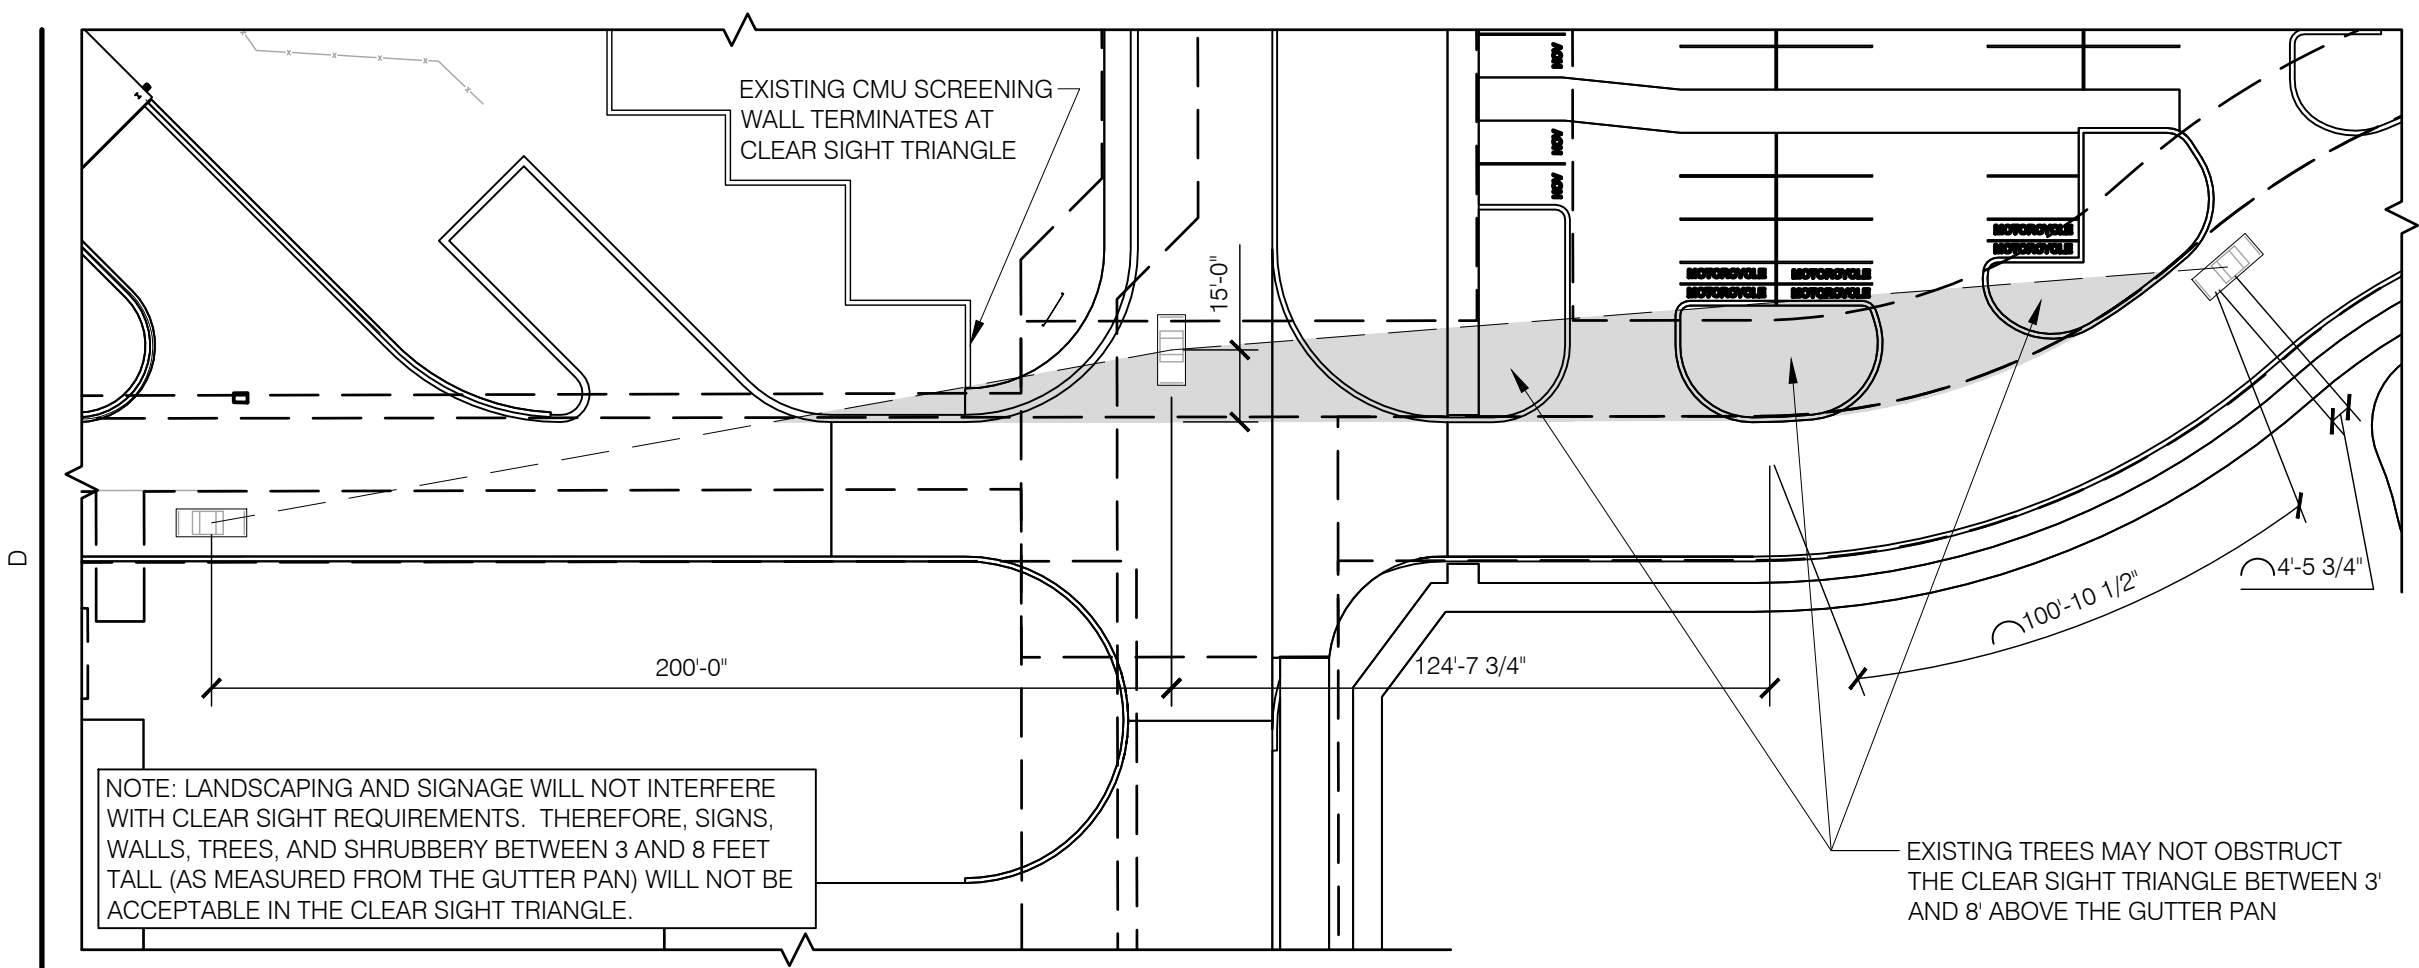 EXISTING CMU SCREENING
WALL TERMINATES AT
CLEAR SIGHT TRIANGLE
15'-0"
HOV
HOV
HOV
MOTORCYCLE
MOTORCYCLE
MOTORCYCLE
MOTORCYCLE
MOTORCYCLE
MOTORCYCLE
D
200'-0"
124'-7 3/4"
100'-10 1/2"
4'-5 3/4"
NOTE: LANDSCAPING AND SIGNAGE WILL NOT INTERFERE
WITH CLEAR SIGHT REQUIREMENTS. THEREFORE, SIGNS,
WALLS, TREES, AND SHRUBBERY BETWEEN 3 AND 8 FEET
TALL (AS MEASURED FROM THE GUTTER PAN) WILL NOT BE
ACCEPTABLE IN THE CLEAR SIGHT TRIANGLE.
EXISTING TREES MAY NOT OBSTRUCT
THE CLEAR SIGHT TRIANGLE BETWEEN 3'
AND 8' ABOVE THE GUTTER PAN